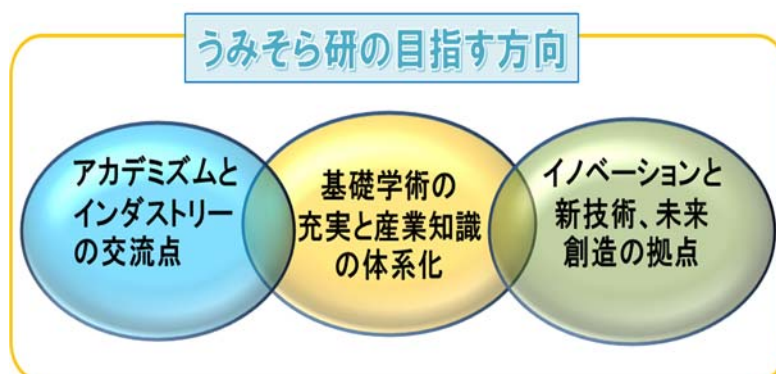 うみそら研の目指す方向
アカデミズムと
インダストリー
の交流点
基礎学術の
充実と産業知識
の体系化
イノベーションと
新技術、未来
創造の拠点